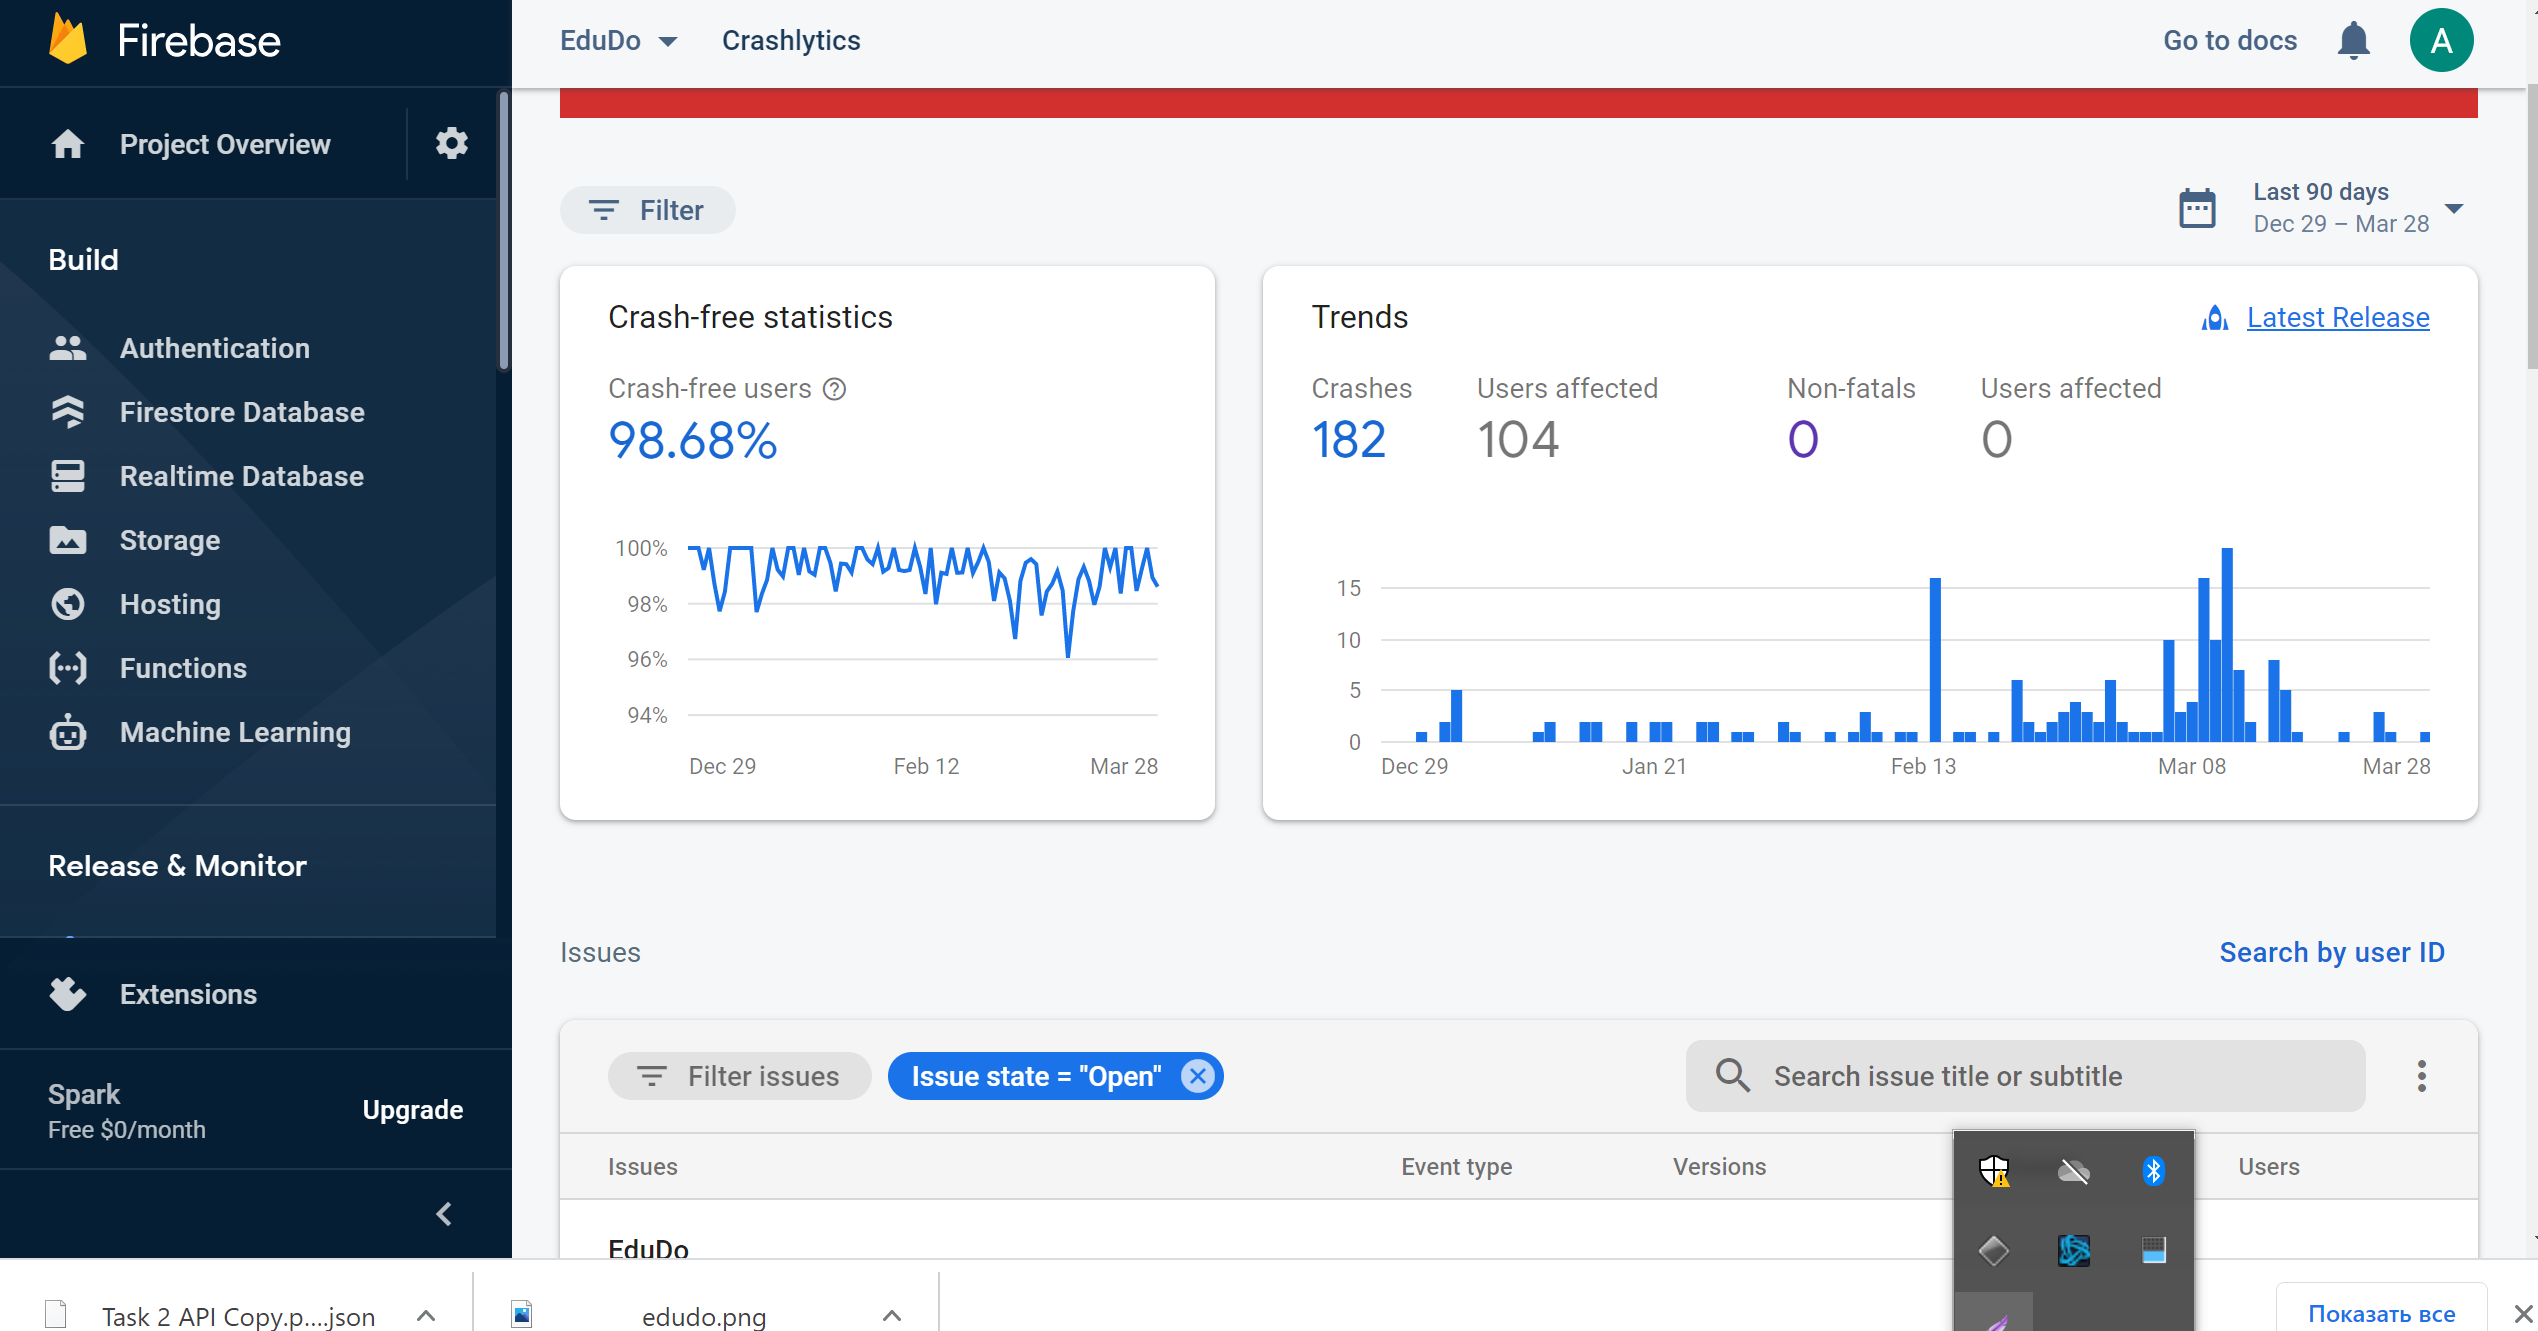 Firebase
EduDo
Crashlytics
Go to docs
A
Project Overview
Build
Authentication
Firestore Database
Realtime Database
Storage
Hosting
Functions
Machine Learning
Release & Monitor
Extensions
Spark
Free $0/month
Upgrade
Filter
Last 90 days
Dec 29 – Mar 28
Crash-free statistics
Crash-free users
98.68%
100%
98%
96%
94%
Dec 29 Feb 12 Mar 28
Trends
Latest Release
Crashes Users affected Non-fatals Users affected
182 104 0 0
15
10
5
0
Dec 29 Jan 21 Feb 13 Mar 08 Mar 28
Issues
Search by user ID
Filter issues
Issue state = "Open"
Search issue title or subtitle
Issues Event type Versions Users
EduDo
Task 2 API Copy.p....json
edudo.png
Показать все